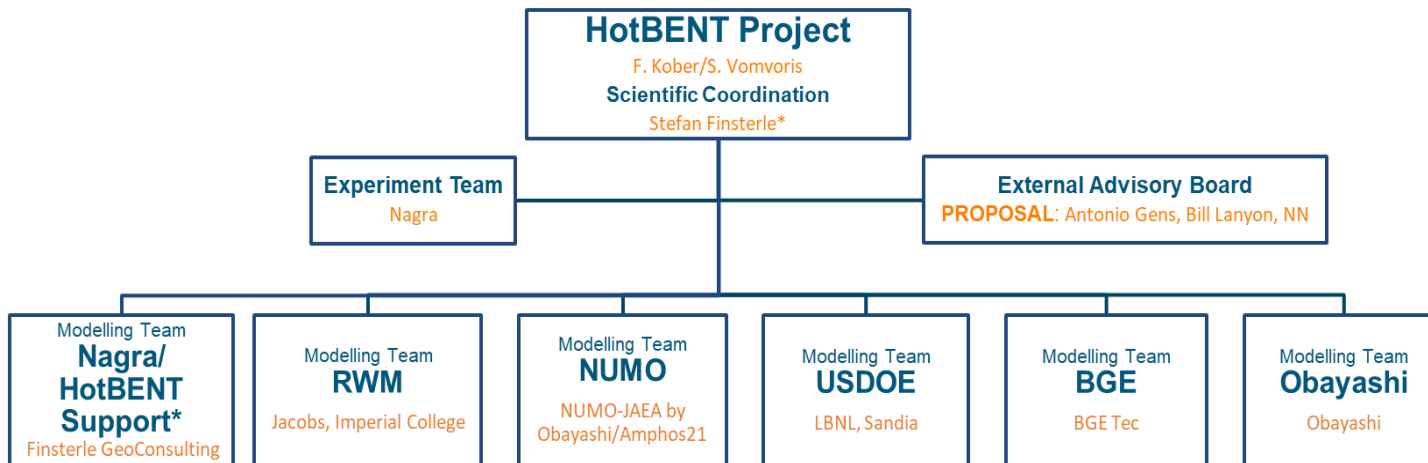 HotBENT Project
F. Kober/S. Vomvoris
Scientific Coordination
Stefan Finsterle*
Experiment Team
Nagra
External Advisory Board
PROPOSAL: Antonio Gens, Bill Lanyon, NN
Modelling Team
Nagra/
HotBENT
Support*
Finsterle GeoConsulting
Modelling Team
RWM
Jacobs, Imperial College
Modelling Team
NUMO
NUMO-JAEA by
Obayashi/Amphos21
Modelling Team
USDOE
LBNL, Sandia
Modelling Team
BGE
BGE Tec
Modelling Team
Obayashi
Obayashi